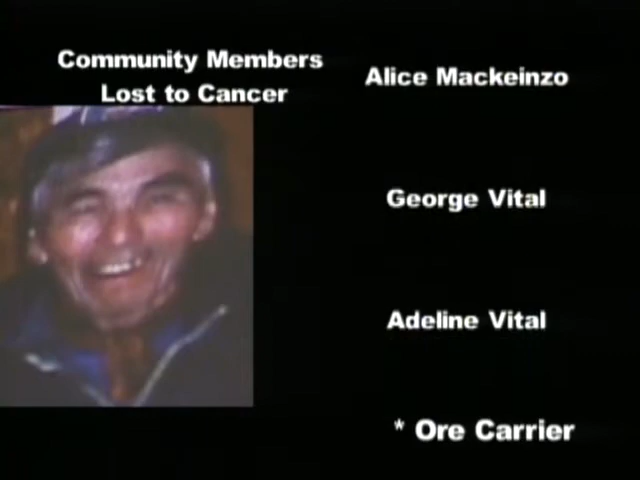 Community Members
Lost to Cancer
Alice Mackeinzo
George Vital
Adeline Vital
* Ore Carrier